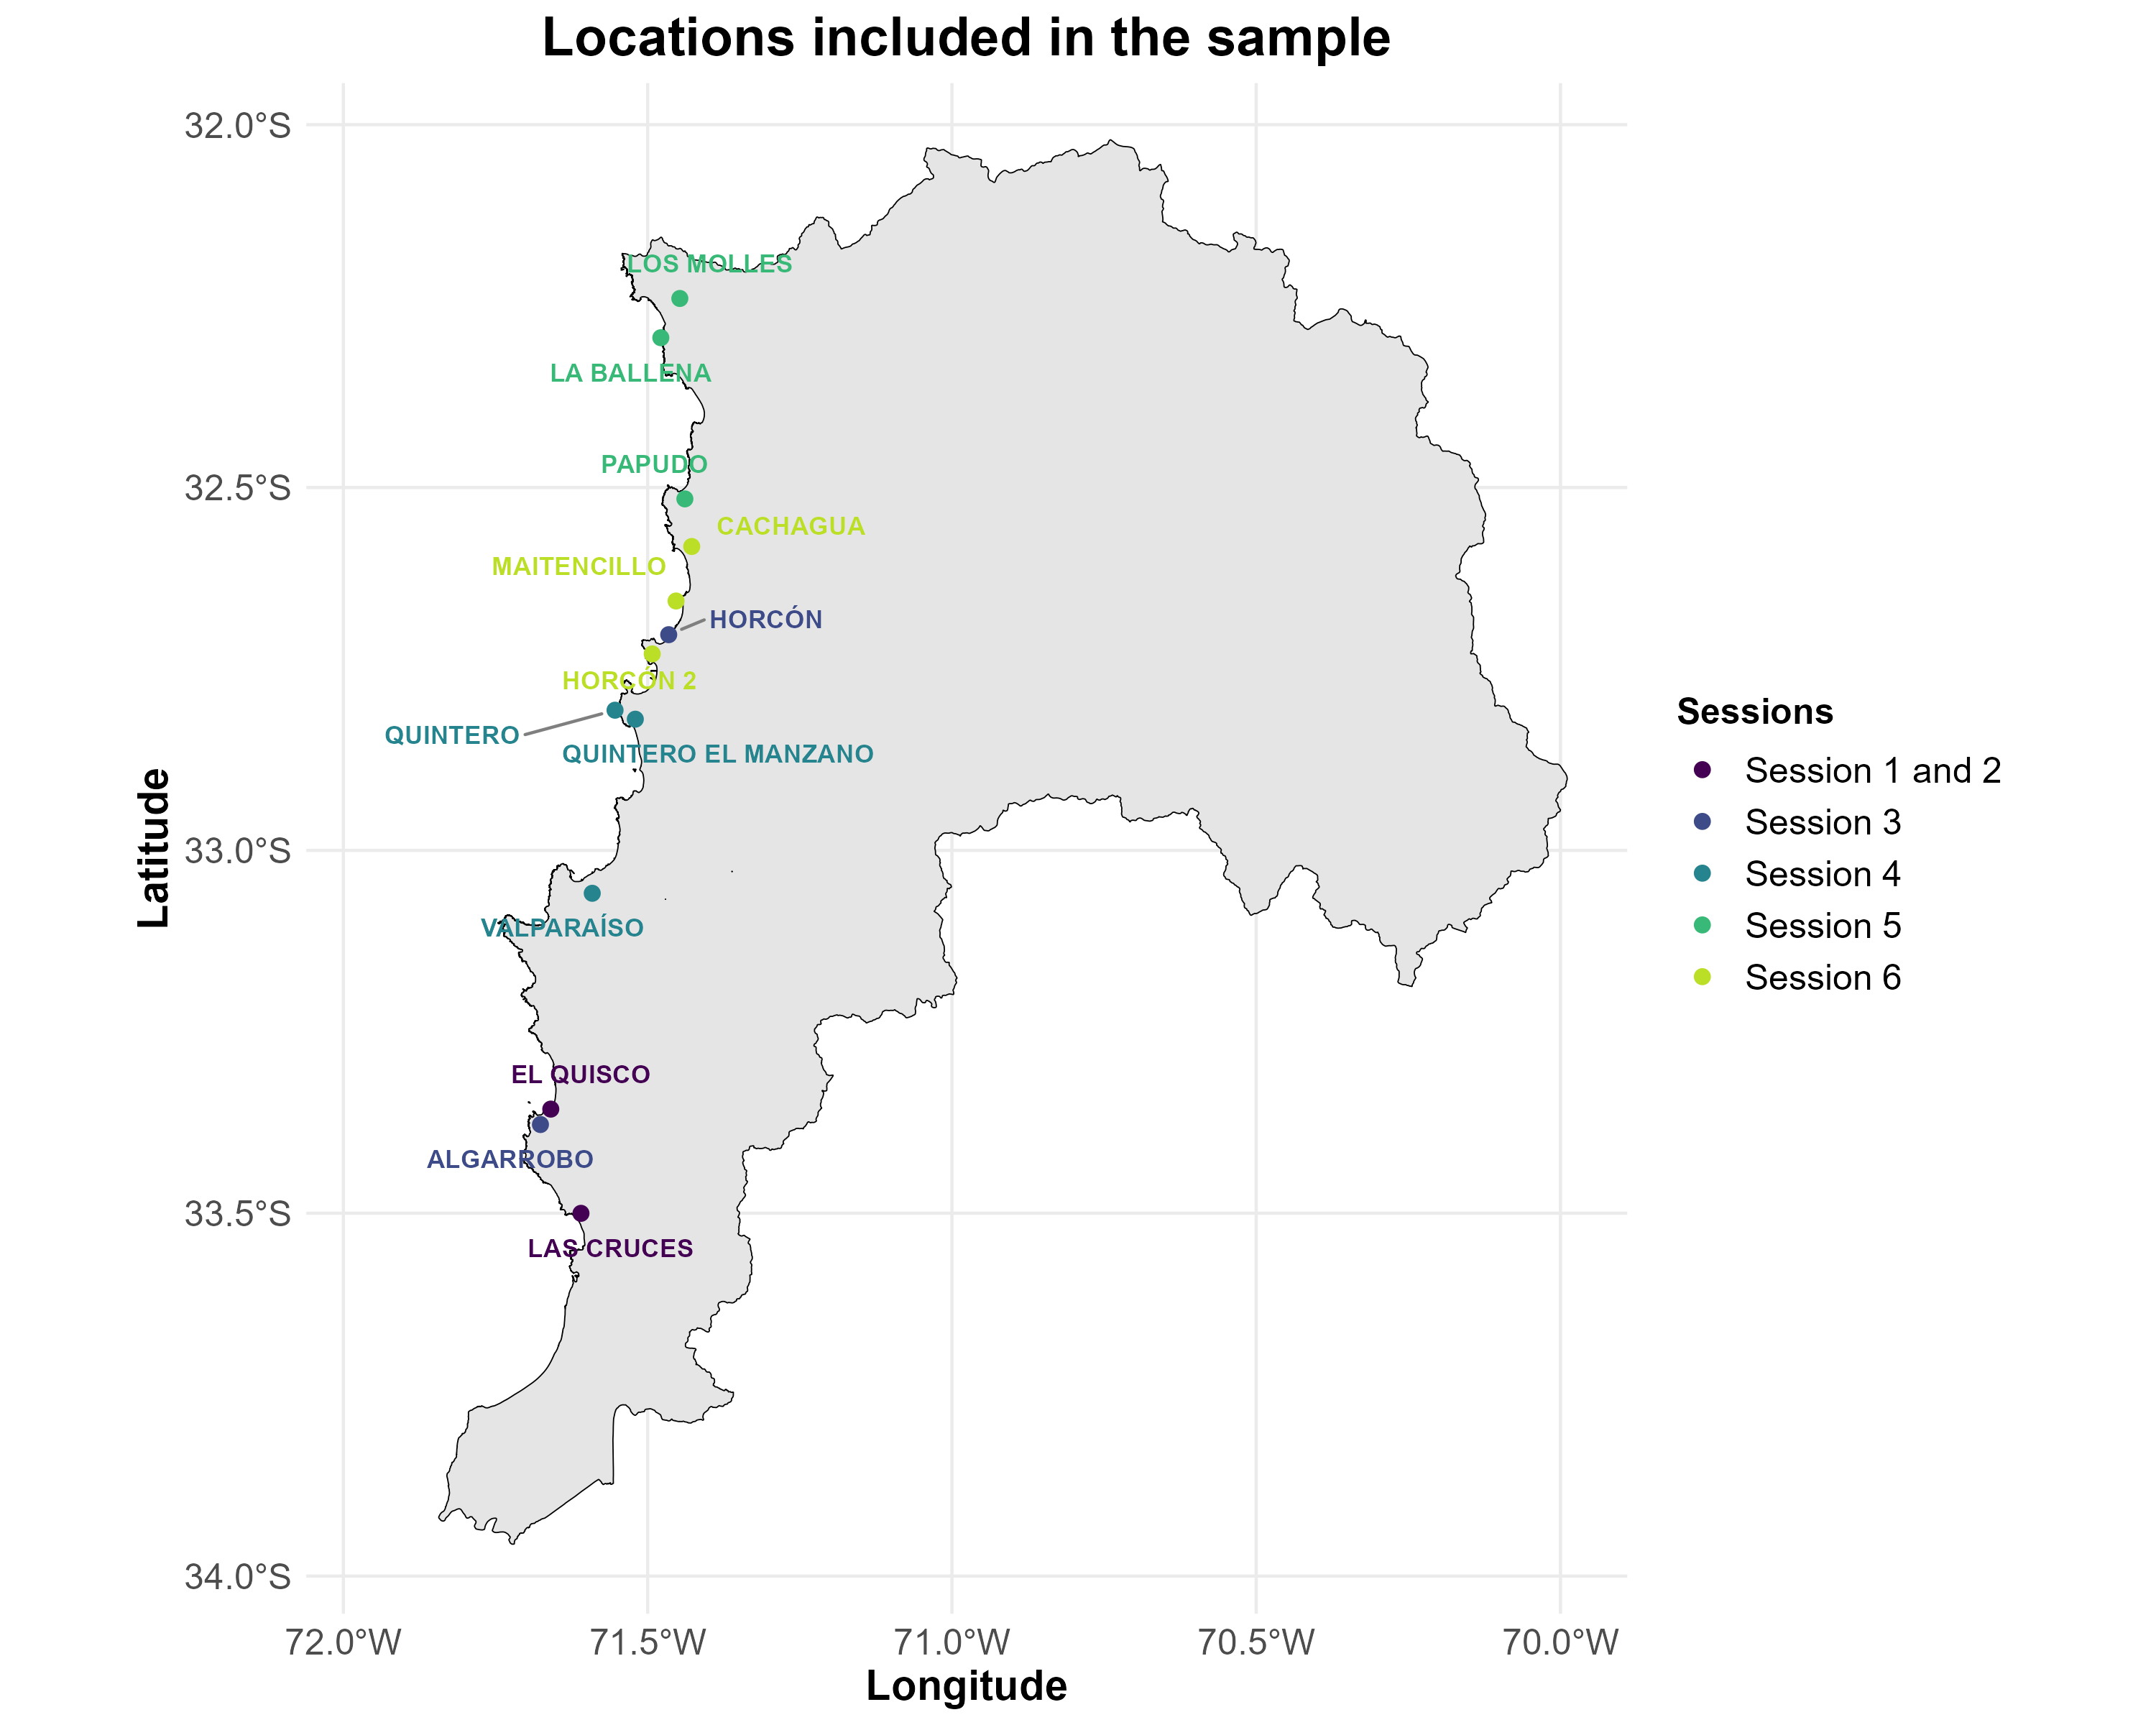 Locations included in the sample
32.0°S
LOS MOLLES
LA BALLENA
PAPUDO
32.5°S
CACHAGUA
MAITENCILLO
HORCÓN
HORCÓN 2
QUINTERO
QUINTERO EL MANZANO
33.0°S
VALPARAÍSO
EL QUISCO
ALGARROBO
33.5°S
LAS CRUCES
34.0°S
72.0°W
71.5°W
71.0°W
70.5°W
70.0°W
Longitude
Latitude
Sessions
Session 1 and 2
Session 3
Session 4
Session 5
Session 6